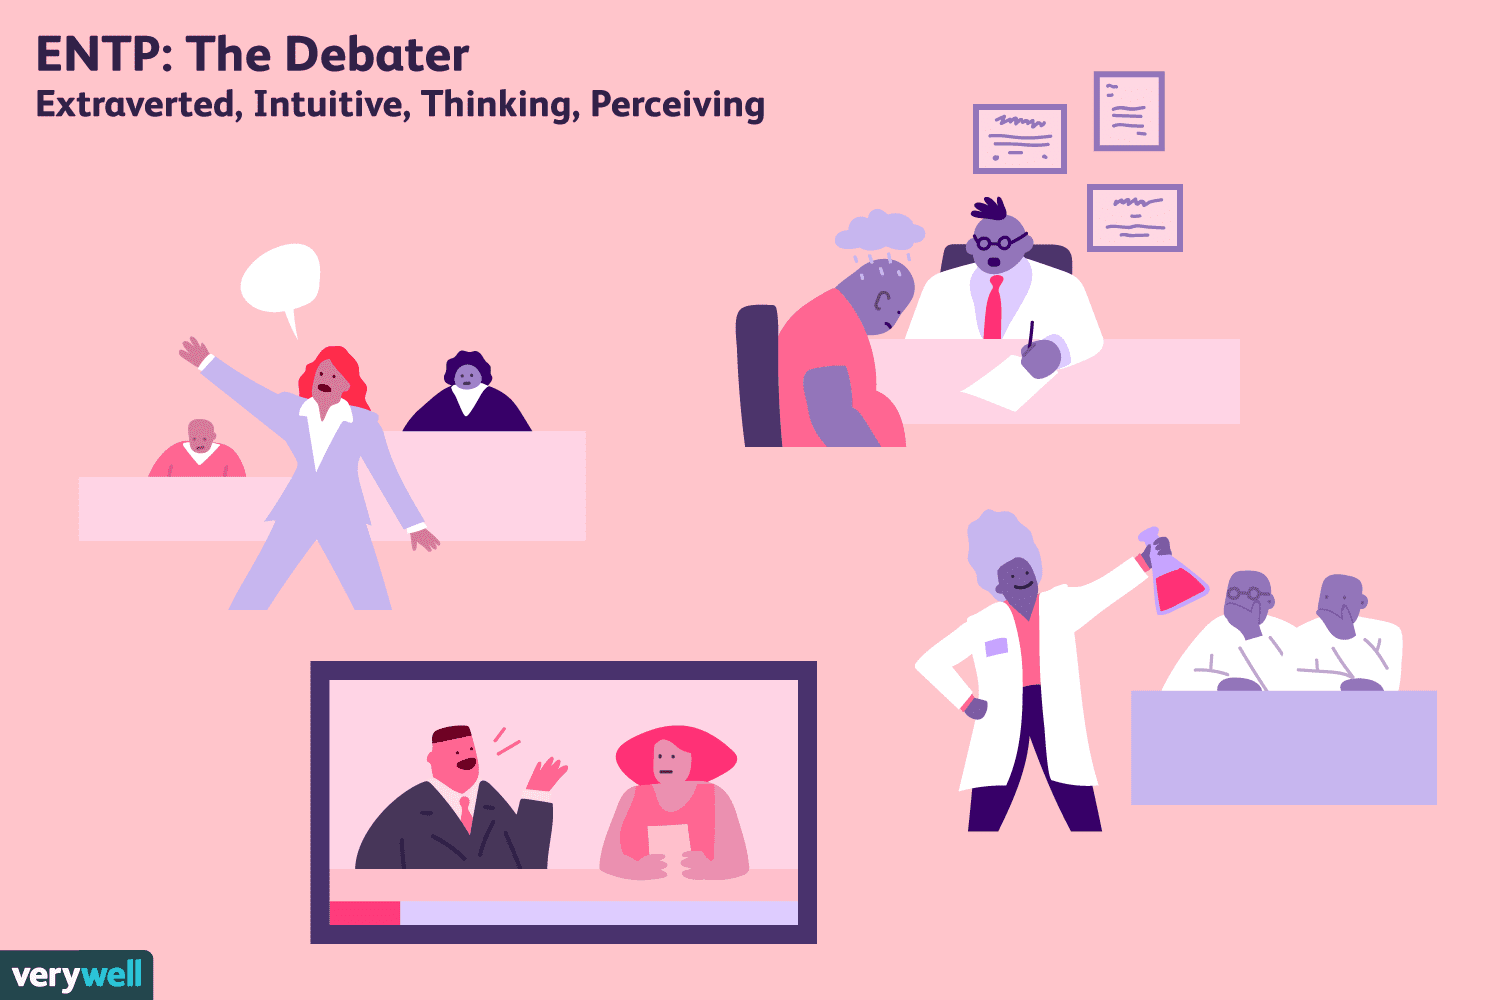 ENTP: The Debater
Extraverted, Intuitive, Thinking, Perceiving
verywell